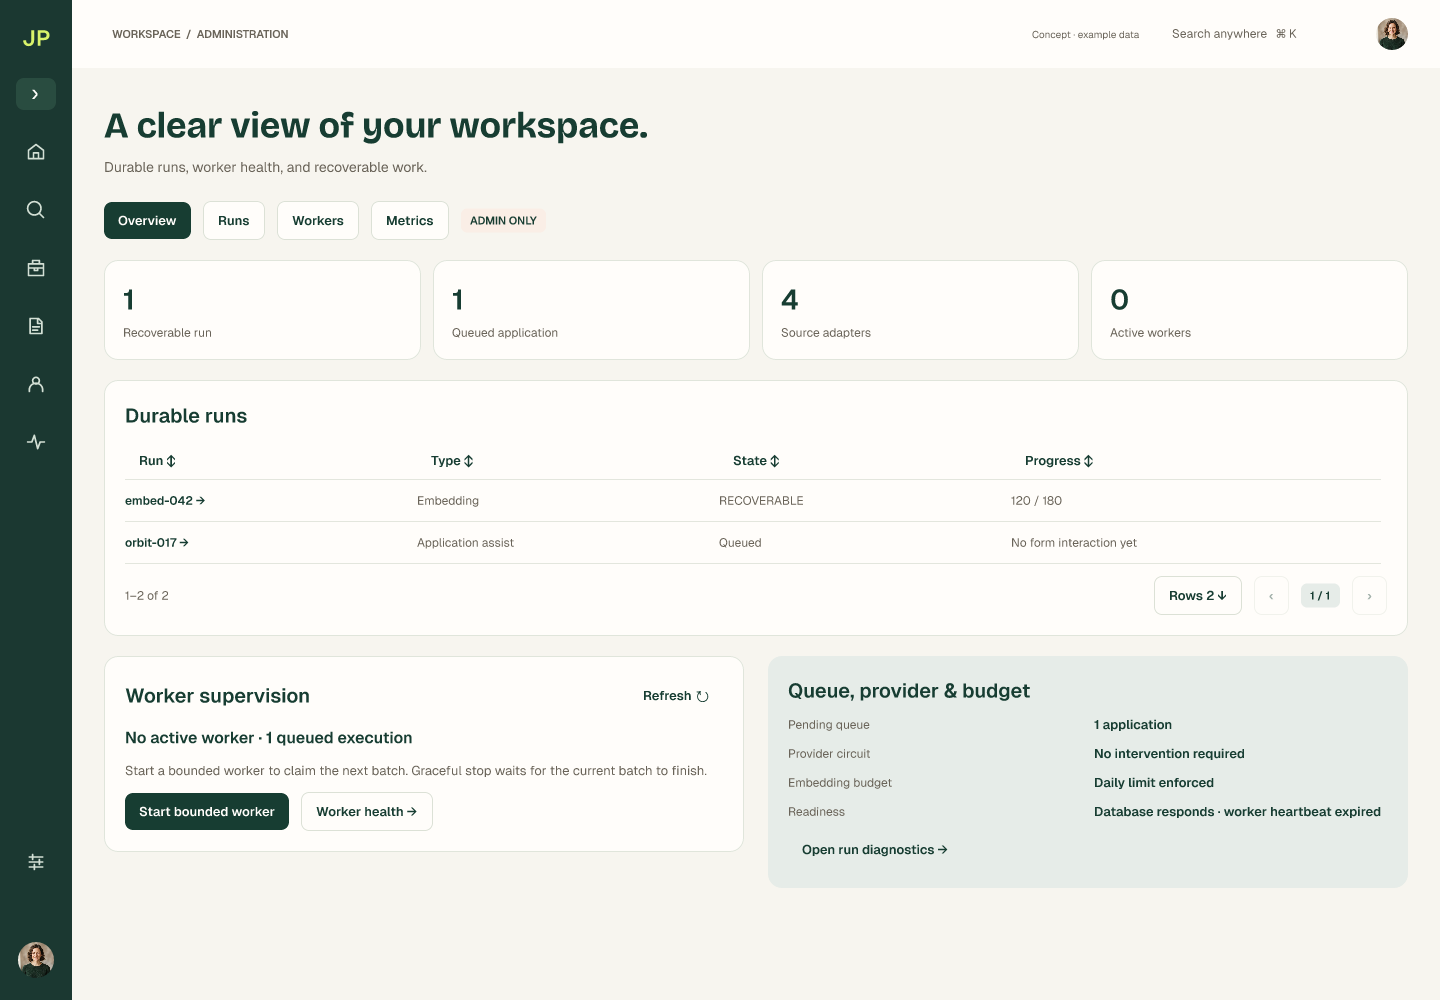 JP
WORKSPACE / ADMINISTRATION
Concept · example data
Search anywhere ⌘ K
A clear view of your workspace.
Durable runs, worker health, and recoverable work.
Overview
Runs
Workers
Metrics
ADMIN ONLY
1
Recoverable run
1
Queued application
4
Source adapters
0
Active workers
Durable runs
Run ↕ Type ↕ State ↕ Progress ↕
embed-042 → Embedding RECOVERABLE 120 / 180
orbit-017 → Application assist Queued No form interaction yet
1–2 of 2
Rows 2 ↓
‹
1 / 1
›
Worker supervision
Refresh ↻
No active worker · 1 queued execution
Start a bounded worker to claim the next batch. Graceful stop waits for the current batch to finish.
Start bounded worker
Worker health →
Queue, provider & budget
Pending queue 1 application
Provider circuit No intervention required
Embedding budget Daily limit enforced
Readiness Database responds · worker heartbeat expired
Open run diagnostics →